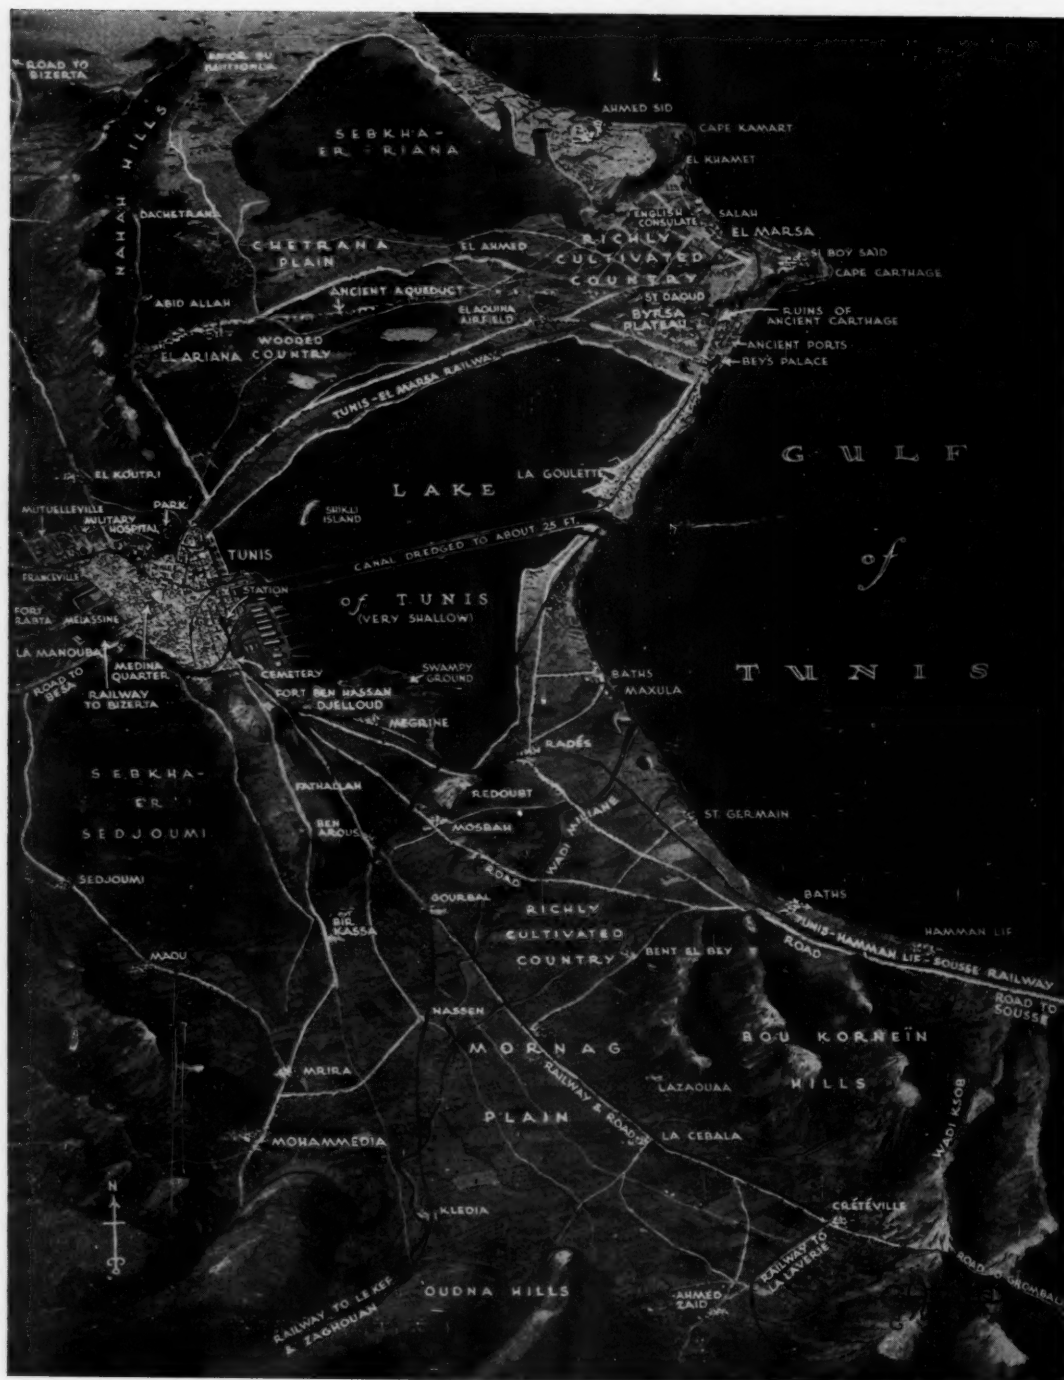 ROAD TO
BIZERTA
NAHAH HILLS
SEBKHA-
ER-RIANA
AHMED SID
CAPE KAMART
EL KHAMET
DACHETRANA
ENGLISH
CONSULATE
SALAH
EL MARSA
CHETRANA
PLAIN
EL AHMED
RICHLY
CULTIVATED
COUNTRY
SI BOY SAID
CAPE CARTHAGE
ANCIENT AQUEDUCT
ABID ALLAH
ST DAOUD
BYRSA
PLATEAU
RUINS OF
ANCIENT CARTHAGE
EL AOUINA
AIRFIELD
WOODED
COUNTRY
EL ARIANA
ANCIENT PORTS
BEY'S PALACE
TUNIS-EL MARSA RAILWAY
GULF
of
TUNIS
EL KOUTRI
LA GOULETTE
LAKE
of TUNIS
(VERY SHALLOW)
PARK
MUTUELLEVILLE
MILITARY
HOSPITAL
SHIKLI
ISLAND
CANAL DREDGED TO ABOUT 25 FT.
TUNIS
FRANCEVILLE
STATION
FORT
RABTA
MELASSINE
LA MANOUBA
MEDINA
QUARTER
CEMETERY
SWAMPY
GROUND
BATHS
MAXULA
ROAD TO
BESA
RAILWAY
TO BIZERTA
FORT BEN HASSAN
DJELLOUD
MEGRINE
RADÈS
SEBKHA-
ER
SEDJOUMI
FATHALLAH
REDOUBT
BEN
AROUS
MOSBAH
WADI MILIANE
ST. GERMAIN
ROAD
SEDJOUMI
GOURBAL
BATHS
RICHLY
CULTIVATED
COUNTRY
BIR
KASSA
HAMMAN LIF
TUNIS-HAMMAN LIF-SOUSSE RAILWAY
ROAD
BENT EL BEY
MAOU
ROAD TO
SOUSSE
NASSEN
MORNAG
PLAIN
BOU KORNEÏN
HILLS
MRIRA
RAILWAY & ROAD
LAZAOUAA
WADI KSOB
MOHAMMEDIA
LA CEBALA
N
S
KLEDIA
CRÉTÉVILLE
RAILWAY TO
LA LAVERIE
OUDNA HILLS
AHMED
ZAID
RAILWAY TO LE KEF
& ZAGHOUAN